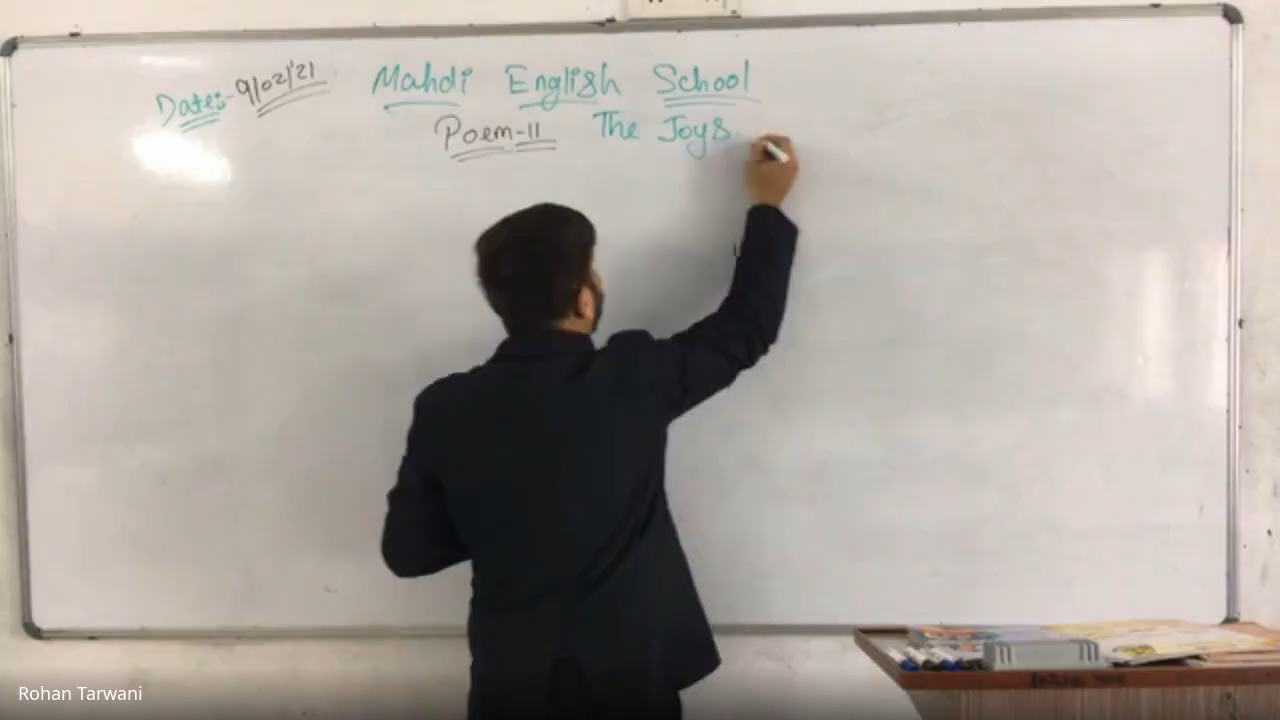 Date:- 9/02/21 Mahdi English School
Poem-11 The Joys
Rohan Tarwani